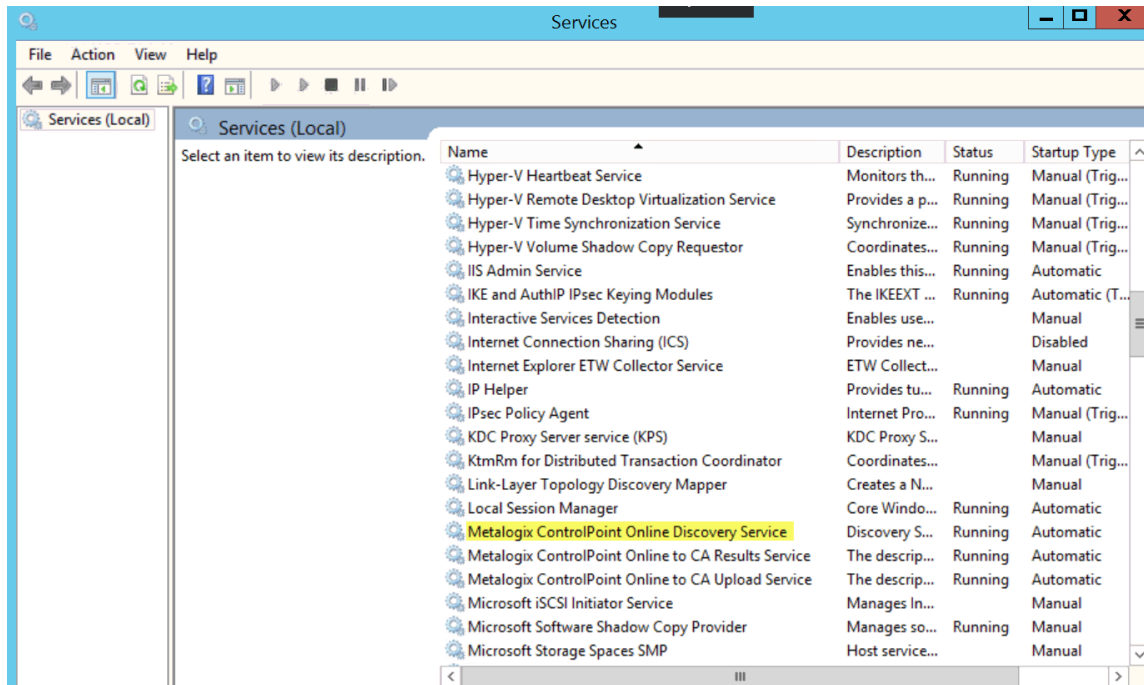 Services
File Action View Help
Services (Local)
Services (Local)
Select an item to view its description.
Name Description Status Startup Type
Hyper-V Heartbeat Service Monitors th... Running Manual (Trig...
Hyper-V Remote Desktop Virtualization Service Provides a p... Running Manual (Trig...
Hyper-V Time Synchronization Service Synchronize... Running Manual (Trig...
Hyper-V Volume Shadow Copy Requestor Coordinates... Running Manual (Trig...
IIS Admin Service Enables this... Running Automatic
IKE and AuthIP IPsec Keying Modules The IKEEXT ... Running Automatic (T...
Interactive Services Detection Enables use... Manual
Internet Connection Sharing (ICS) Provides ne... Disabled
Internet Explorer ETW Collector Service ETW Collect... Manual
IP Helper Provides tu... Running Automatic
IPsec Policy Agent Internet Pro... Running Manual (Trig...
KDC Proxy Server service (KPS) KDC Proxy S... Manual
KtmRm for Distributed Transaction Coordinator Coordinates... Manual (Trig...
Link-Layer Topology Discovery Mapper Creates a N... Manual
Local Session Manager Core Windo... Running Automatic
Metalogix ControlPoint Online Discovery Service Discovery S... Running Automatic
Metalogix ControlPoint Online to CA Results Service The descrip... Running Automatic
Metalogix ControlPoint Online to CA Upload Service The descrip... Running Automatic
Microsoft iSCSI Initiator Service Manages In... Manual
Microsoft Software Shadow Copy Provider Manages so... Running Manual
Microsoft Storage Spaces SMP Host service... Manual